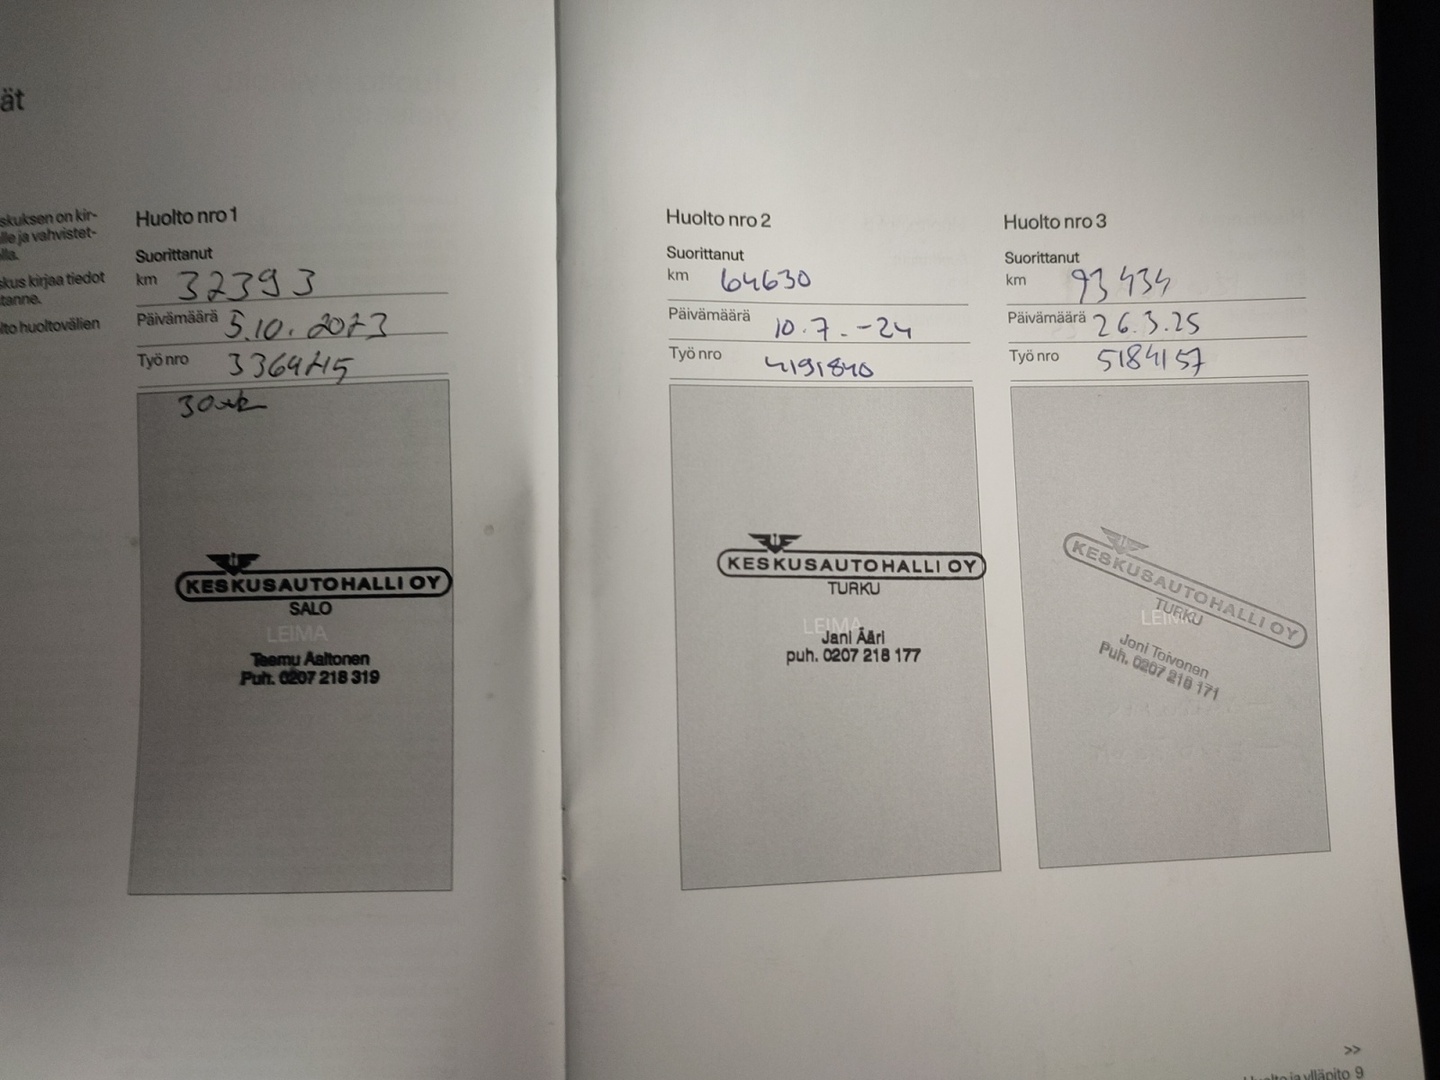 ät
skuksen on kir-
lle ja vahvistet-
lla.
skus kirjaa tiedot
tanne.
lto huoltovälien
Huolto nro 1
Suorittanut
km 32393
Päivämäärä 5.10.2023
Työ nro
KESKUSAUTOHALLI OY
SALO
LEIMA
Teemu Aaltonen
Puh. 0207 218 319
Huolto nro 2
Suorittanut
km 64630
Päivämäärä 10.7.-24
Työ nro 4191840
KESKUSAUTOHALLI OY
TURKU
LEIMA
Jani Ääri
puh. 0207 218 177
Huolto nro 3
Suorittanut
km 93434
Päivämäärä 26.3.25
Työ nro 5184157
KESKUSAUTOHALLI OY
TURKU
LEIMA
Joni Toivonen
Puh. 0207 218 171
>>
Huolto ja ylläpito 9